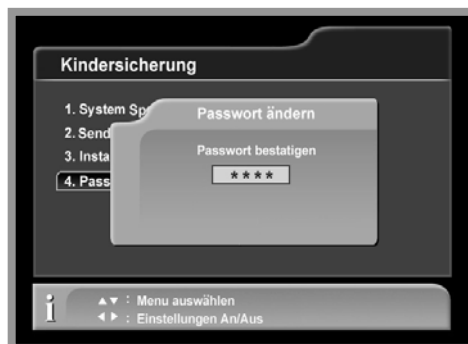 Kindersicherung
1. System Sp
2. Send
3. Insta
4. Pass
Passwort ändern
Passwort bestatigen
****
i
▲▼ : Menu auswählen
◄► : Einstellungen An/Aus